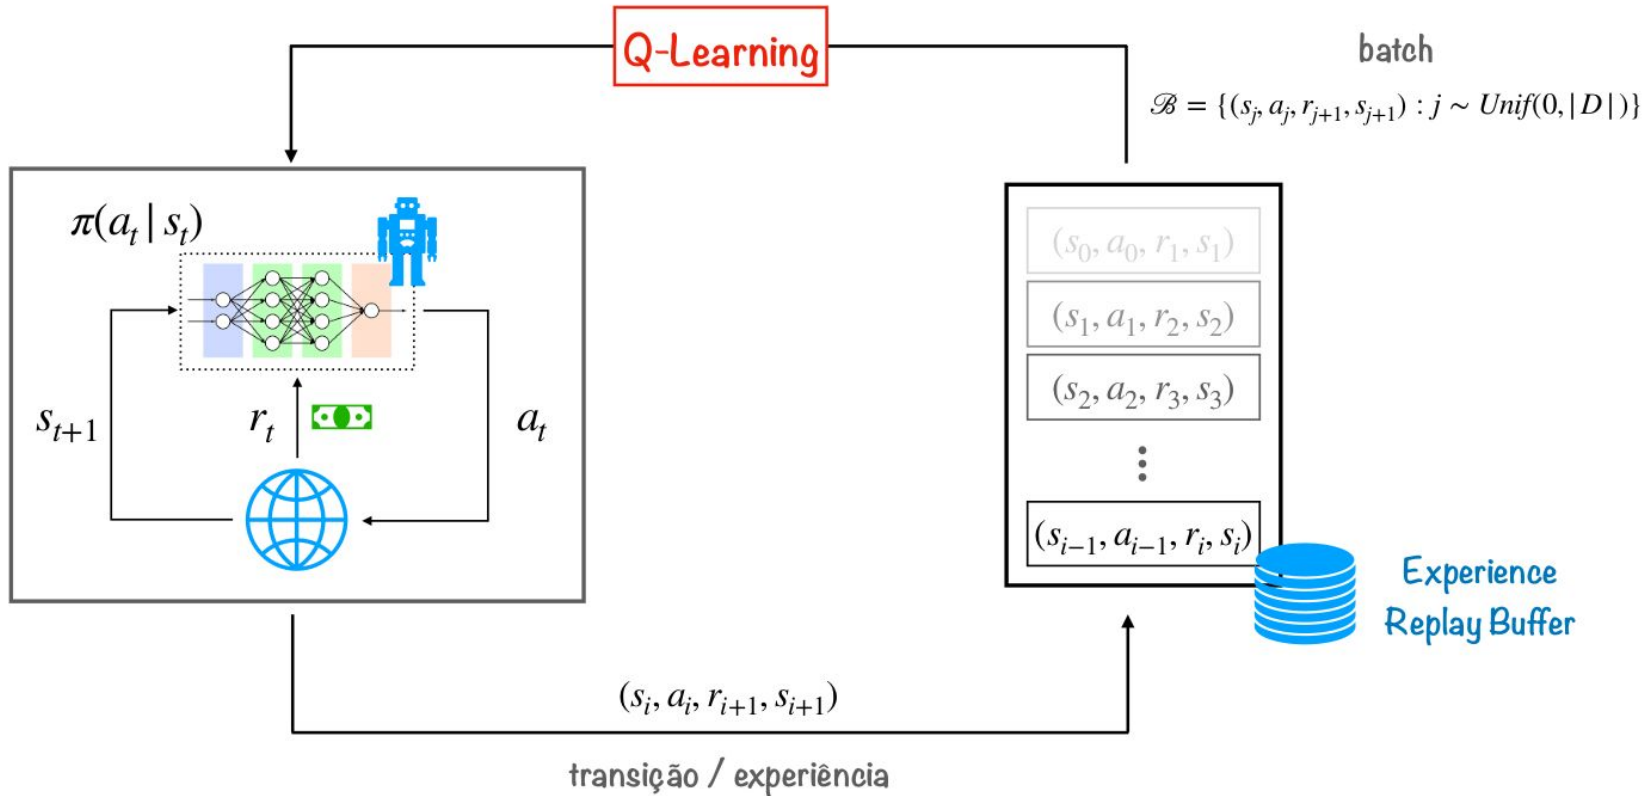 Q-Learning
batch
ℬ = {(s_j, a_j, r_{j+1}, s_{j+1}) : j ∼ Unif(0, |D|)}
π(a_t | s_t)
s_{t+1}
r_t
a_t
(s_0, a_0, r_1, s_1)
(s_1, a_1, r_2, s_2)
(s_2, a_2, r_3, s_3)
⋮
(s_{i−1}, a_{i−1}, r_i, s_i)
Experience
Replay Buffer
(s_i, a_i, r_{i+1}, s_{i+1})
transição / experiência